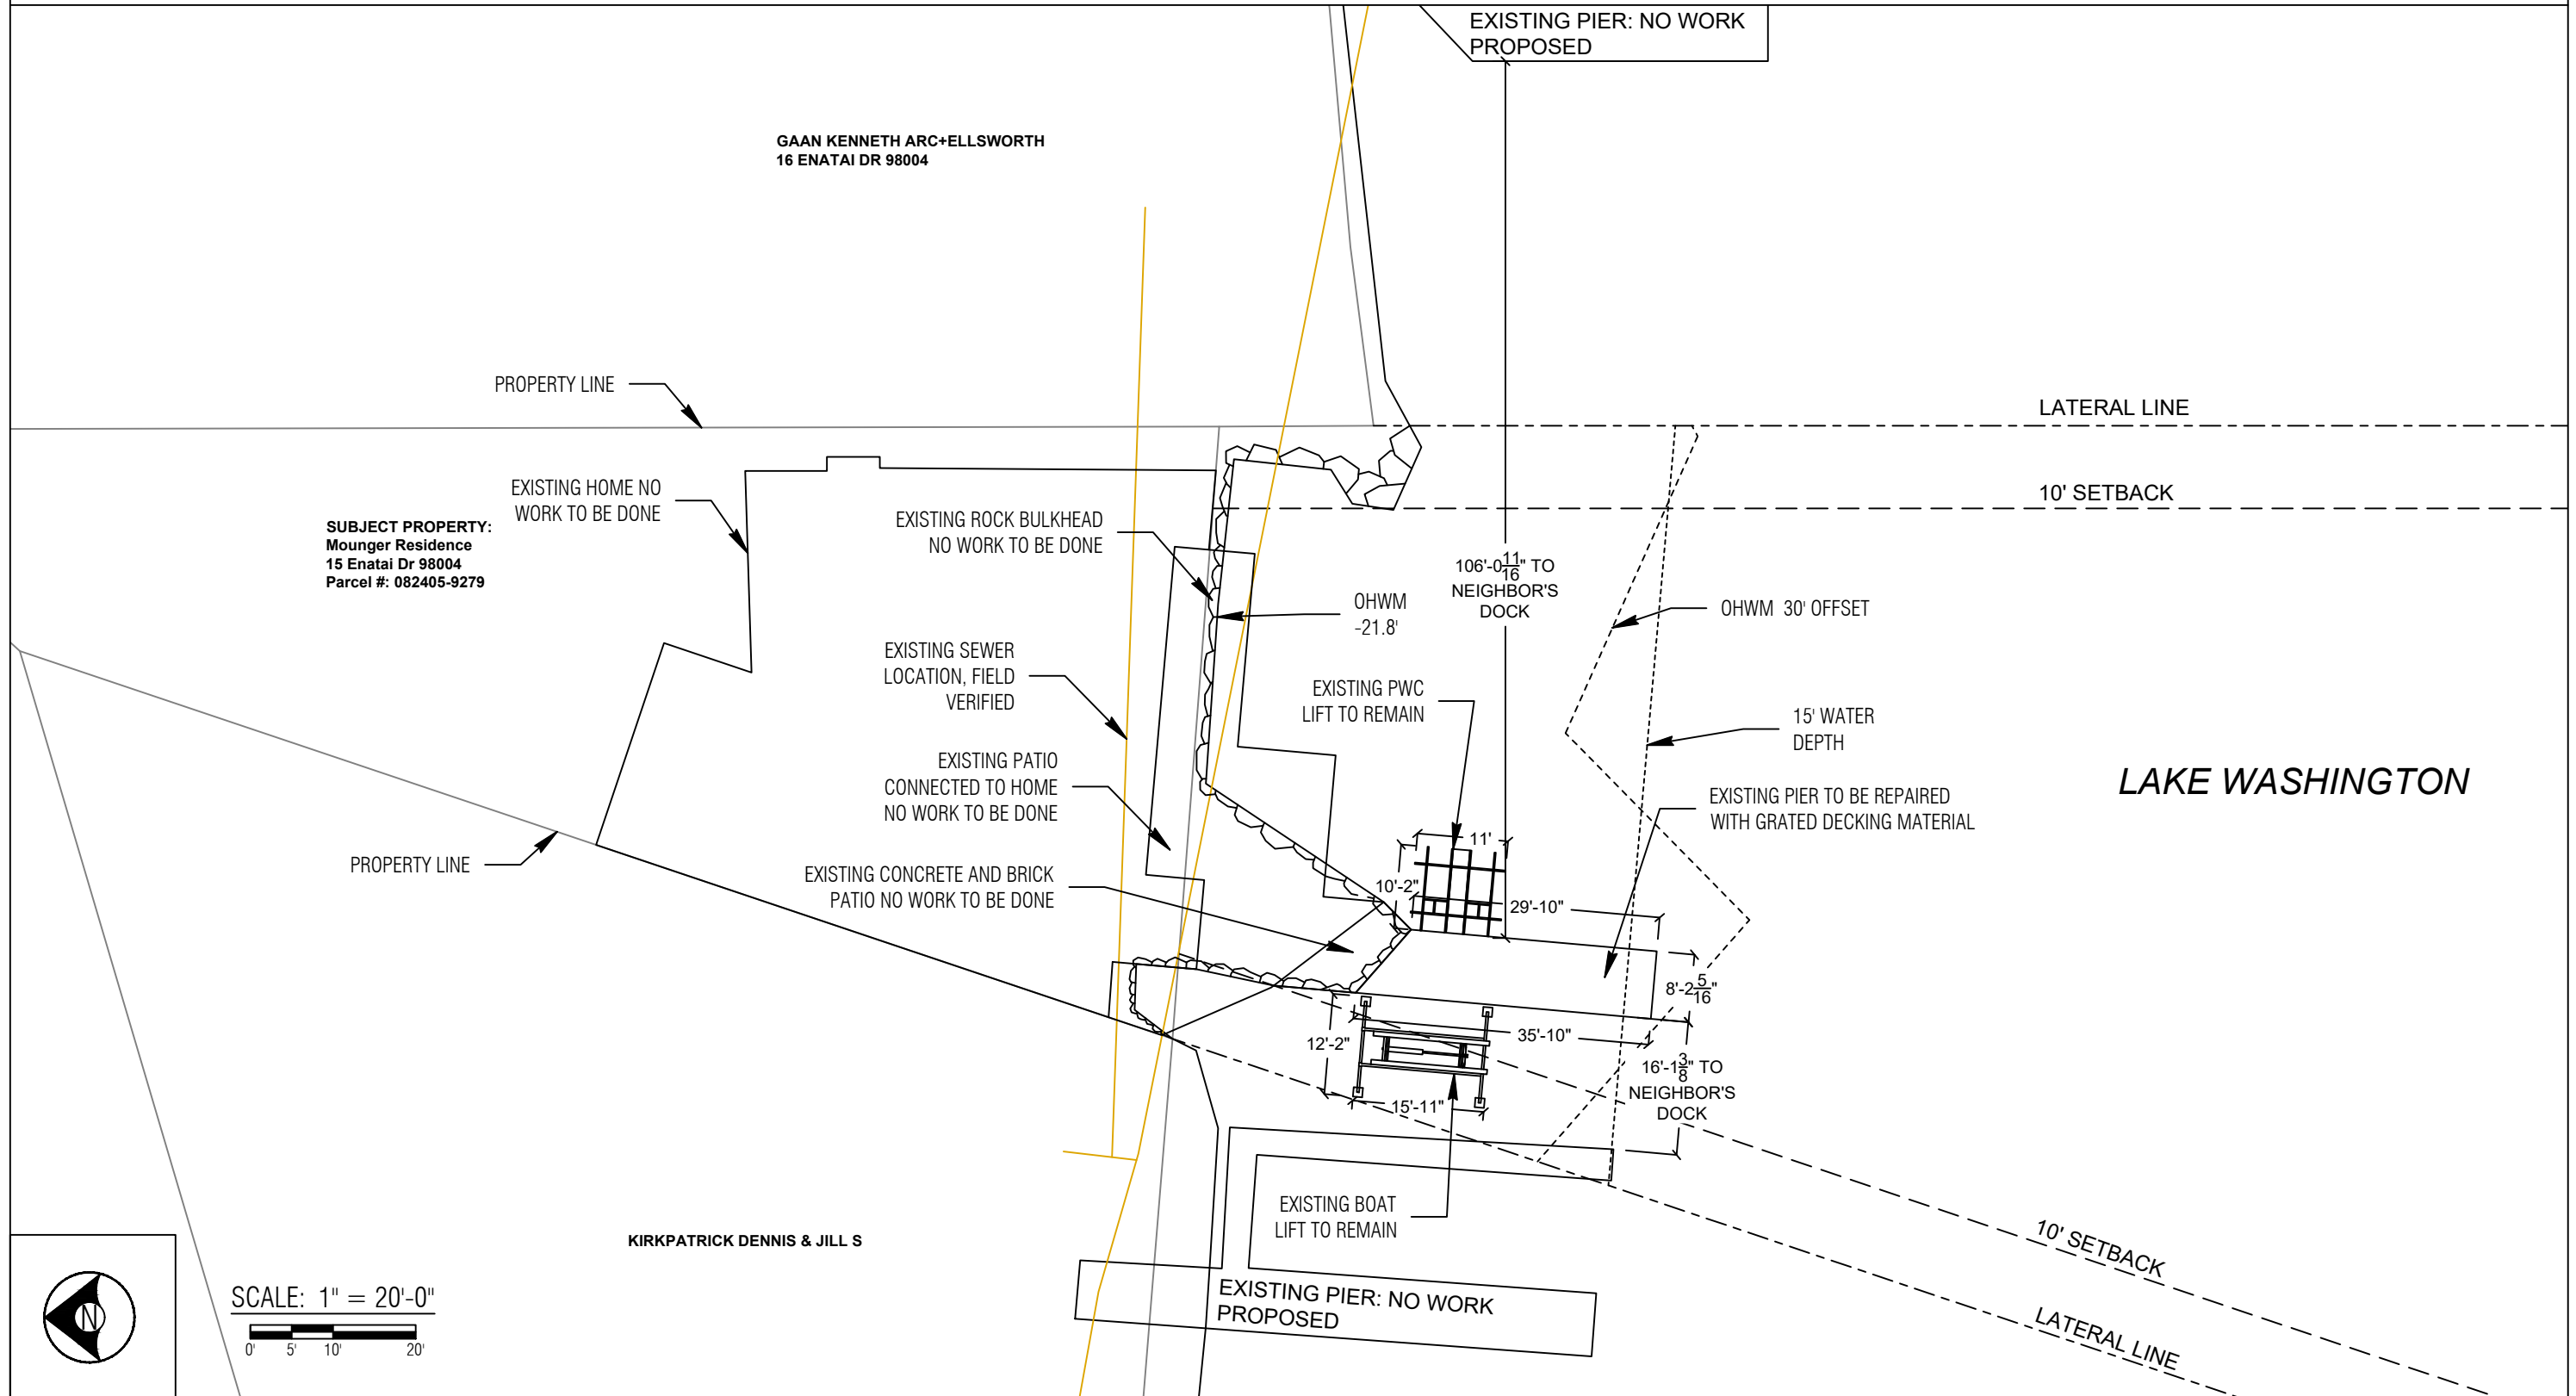 EXISTING PIER: NO WORK
PROPOSED
GAAN KENNETH ARC+ELLSWORTH
16 ENATAI DR 98004
PROPERTY LINE
LATERAL LINE
EXISTING HOME NO
WORK TO BE DONE
10' SETBACK
SUBJECT PROPERTY:
Mounger Residence
15 Enatai Dr 98004
Parcel #: 082405-9279
EXISTING ROCK BULKHEAD
NO WORK TO BE DONE
106'-0 11/16" TO
NEIGHBOR'S
DOCK
OHWM
-21.8'
OHWM 30' OFFSET
EXISTING SEWER
LOCATION, FIELD
VERIFIED
EXISTING PWC
LIFT TO REMAIN
15' WATER
DEPTH
EXISTING PATIO
CONNECTED TO HOME
NO WORK TO BE DONE
LAKE WASHINGTON
EXISTING PIER TO BE REPAIRED
WITH GRATED DECKING MATERIAL
11'
PROPERTY LINE
EXISTING CONCRETE AND BRICK
PATIO NO WORK TO BE DONE
10'-2"
29'-10"
8'-2 5/16"
35'-10"
12'-2"
16'-1 3/8" TO
NEIGHBOR'S
DOCK
15'-11"
EXISTING BOAT
LIFT TO REMAIN
KIRKPATRICK DENNIS & JILL S
10' SETBACK
EXISTING PIER: NO WORK
PROPOSED
LATERAL LINE
N
SCALE: 1" = 20'-0"
0' 5' 10' 20'